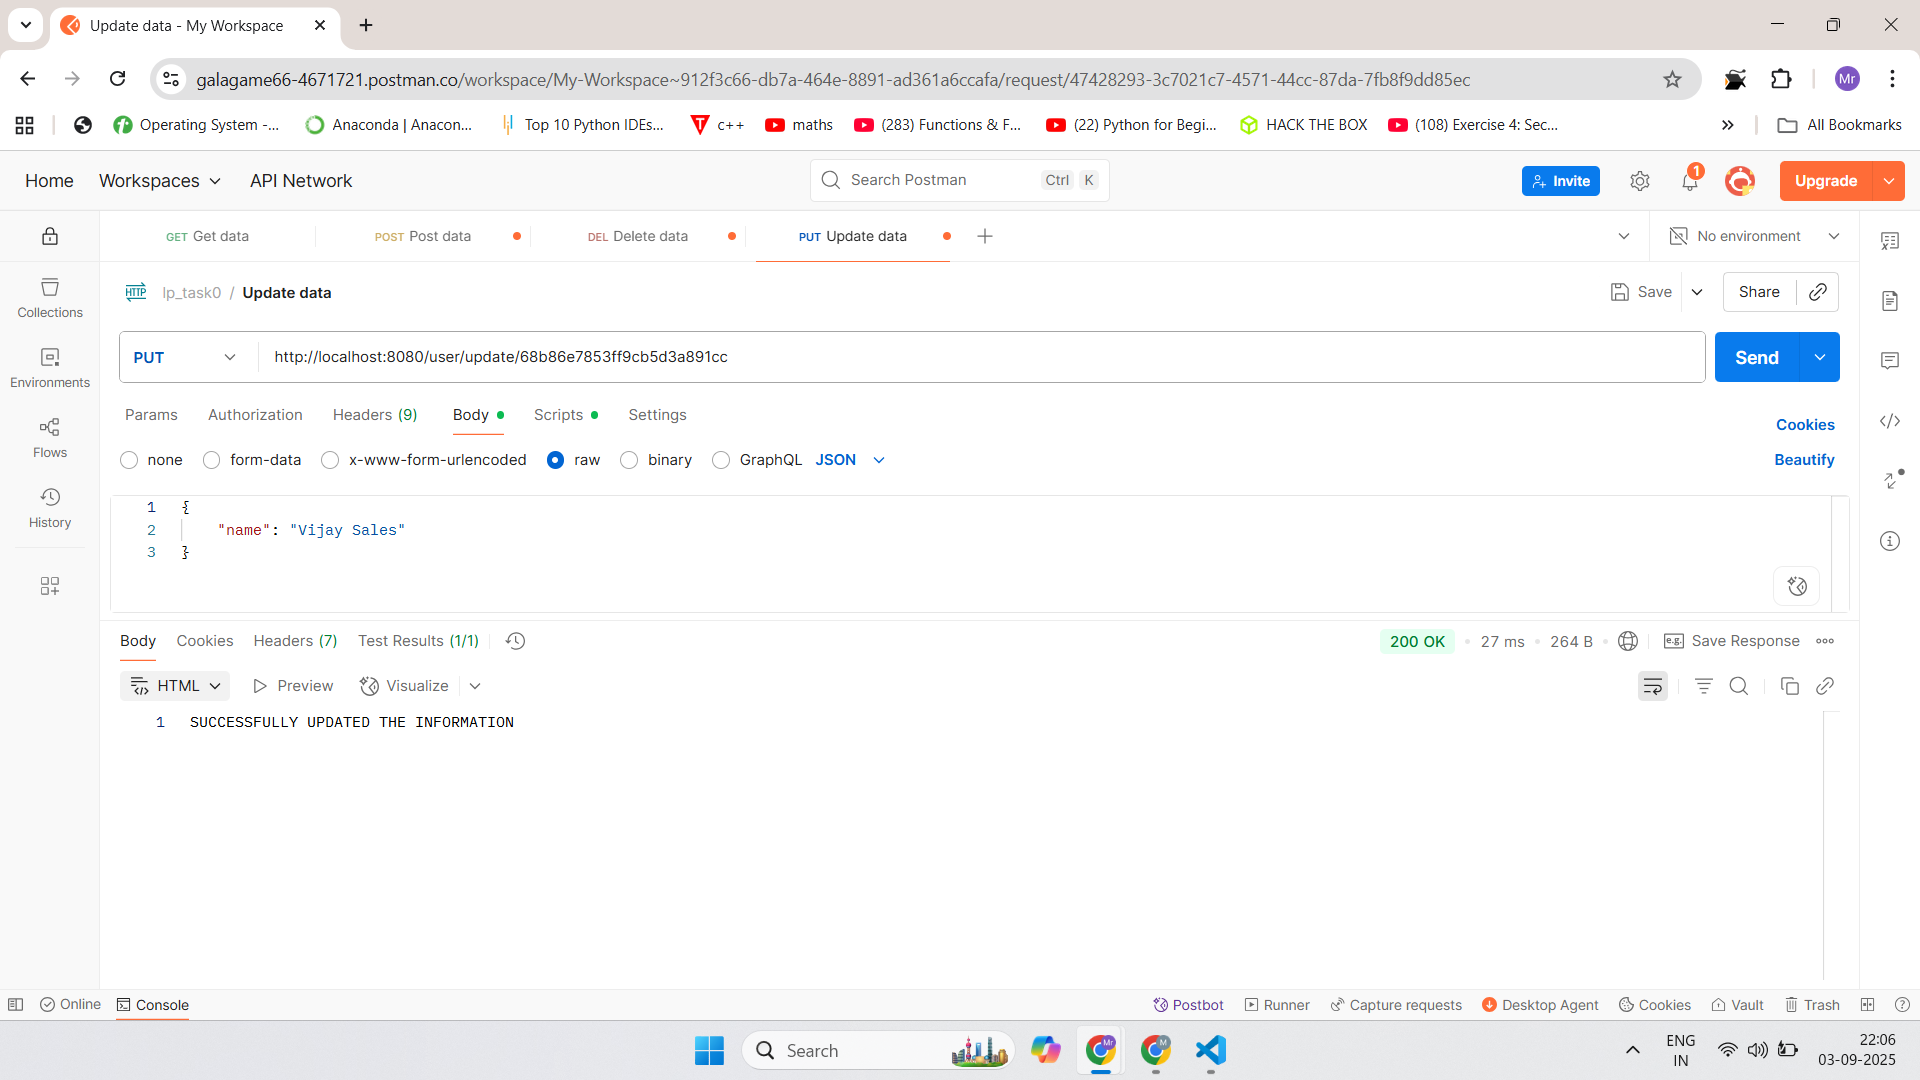 Update data - My Workspace
galagame66-4671721.postman.co/workspace/My-Workspace~912f3c66-db7a-464e-8891-ad361a6ccafa/request/47428293-3c7021c7-4571-44cc-87da-7fb8f9dd85ec
Mr
Operating System -...
Anaconda | Anacon...
Top 10 Python IDEs...
c++
maths
(283) Functions & F...
(22) Python for Begi...
HACK THE BOX
(108) Exercise 4: Sec...
All Bookmarks
Home
Workspaces
API Network
Search Postman
Ctrl
K
Invite
1
Upgrade
GET Get data
POST Post data
DEL Delete data
PUT Update data
No environment
HTTP
lp_task0 / Update data
Save
Share
Collections
Environments
Flows
History
PUT
http://localhost:8080/user/update/68b86e7853ff9cb5d3a891cc
Send
Params
Authorization
Headers (9)
Body
Scripts
Settings
Cookies
none
form-data
x-www-form-urlencoded
raw
binary
GraphQL
JSON
Beautify
1 {
2 "name": "Vijay Sales"
3 }
Body
Cookies
Headers (7)
Test Results (1/1)
200 OK
27 ms
264 B
e.g.
Save Response
HTML
Preview
Visualize
1 SUCCESSFULLY UPDATED THE INFORMATION
Online
Console
Postbot
Runner
Capture requests
Desktop Agent
Cookies
Vault
Trash
Search
Mr
M
ENG
IN
22:06
03-09-2025